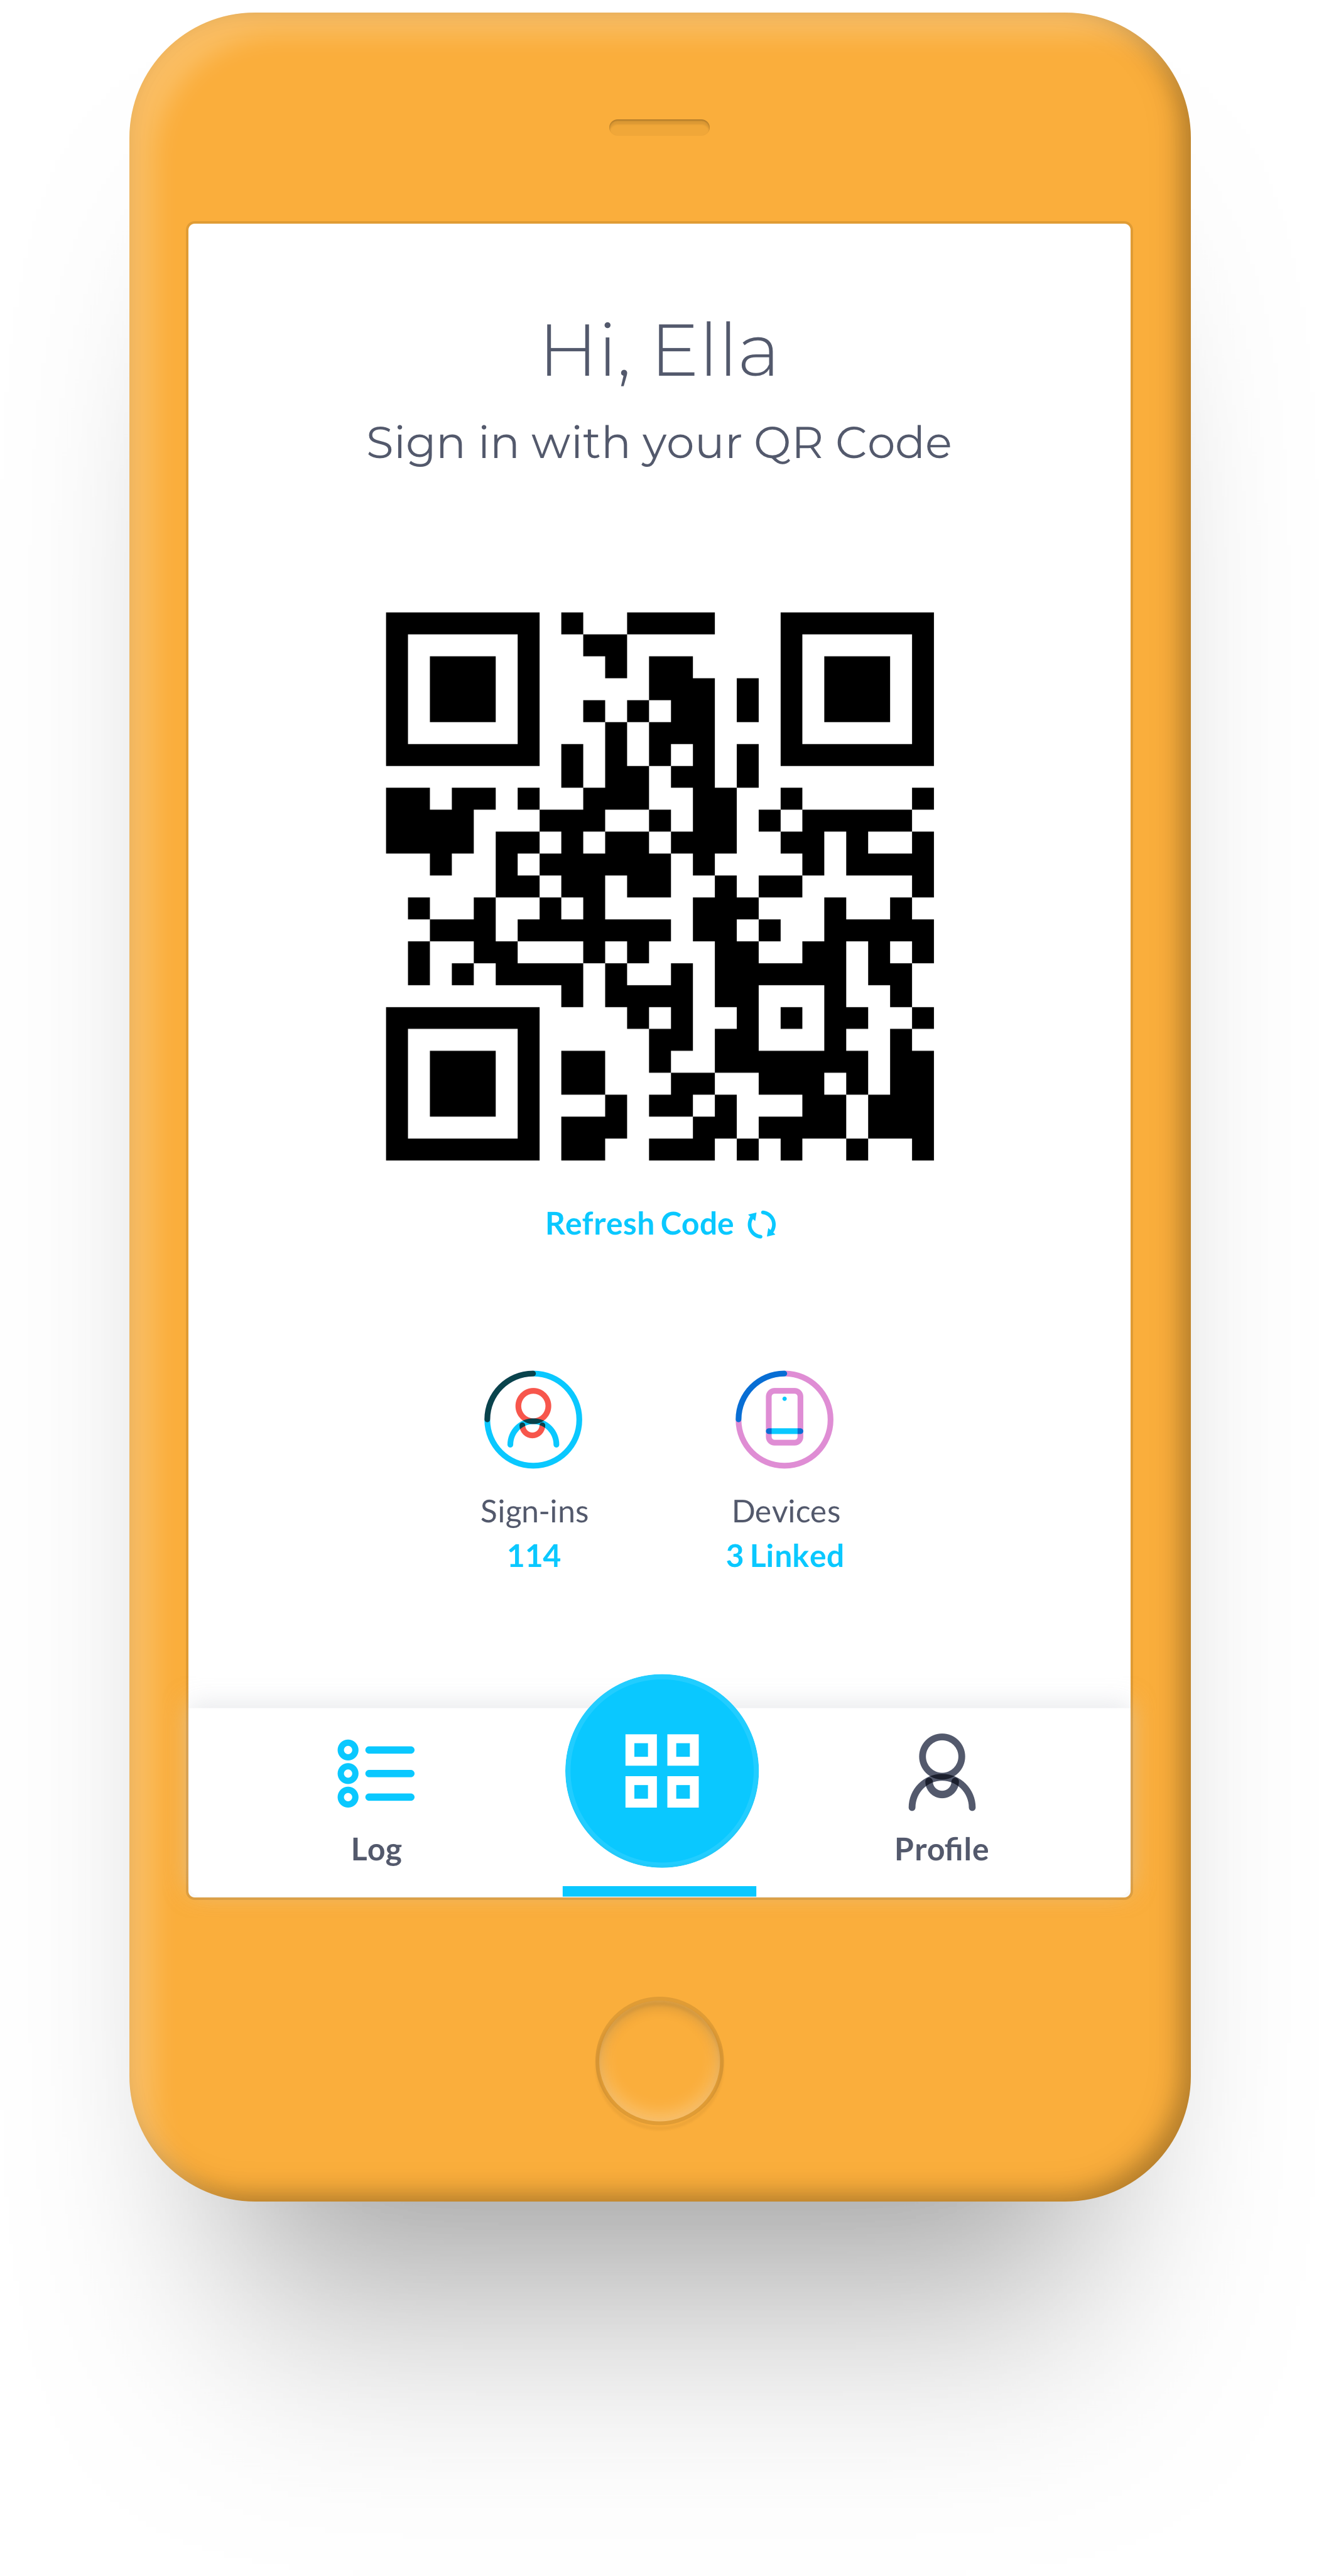 Hi, Ella
Sign in with your QR Code
Refresh Code
Sign-ins
Devices
114
3 Linked
Log
Profile